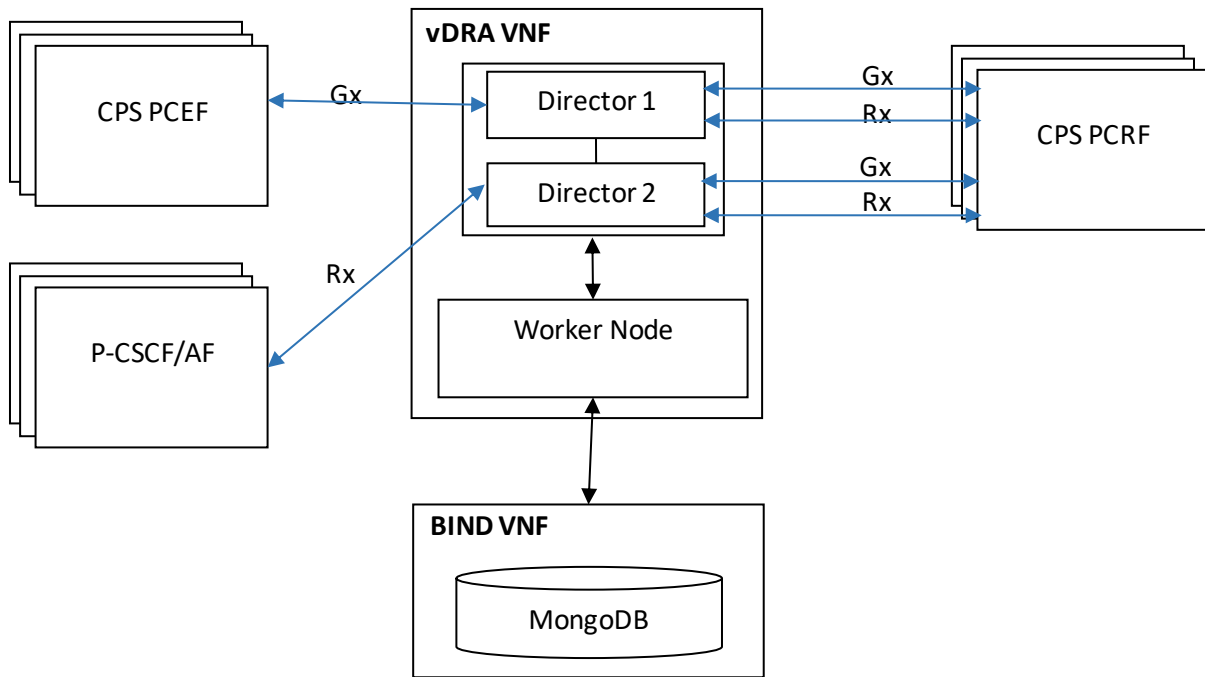 vDRA VNF
CPS PCEF
Gx
Director 1
Gx
Rx
CPS PCRF
Director 2
Gx
Rx
P-CSCF/AF
Rx
Worker Node
BIND VNF
MongoDB